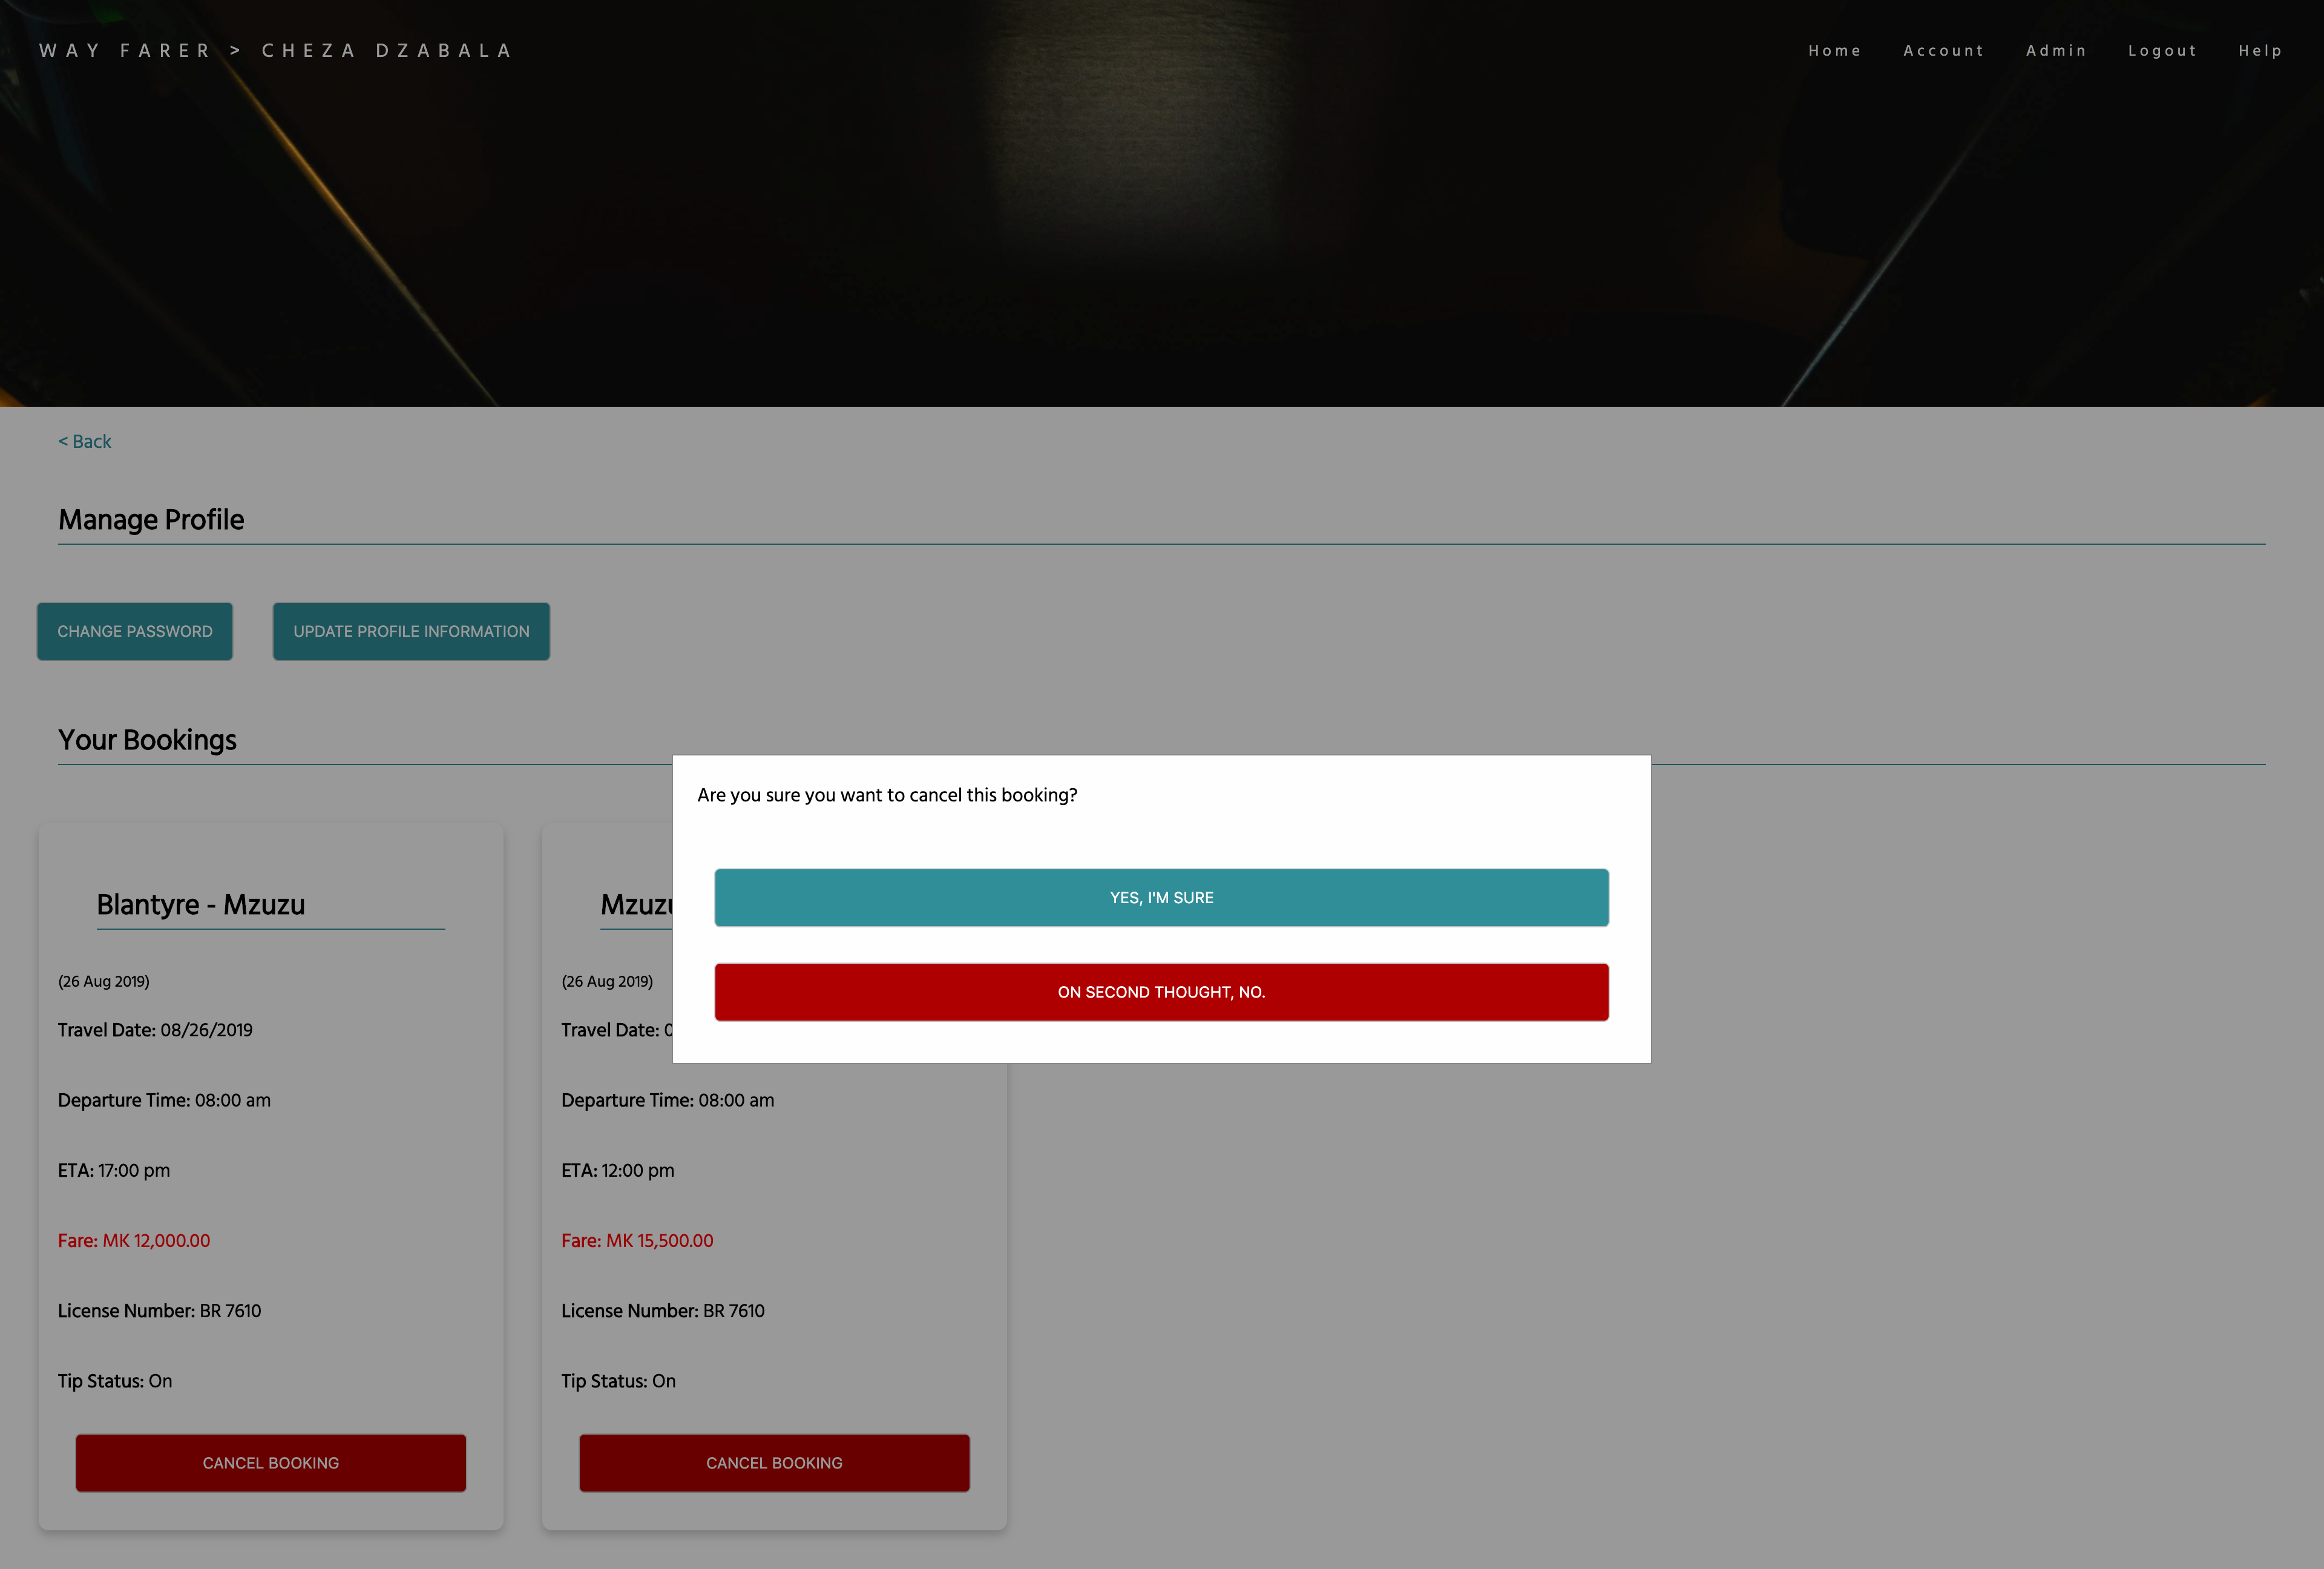 WAY FARER > CHEZA DZABALA
Home Account Admin Logout Help
< Back
Manage Profile
CHANGE PASSWORD
UPDATE PROFILE INFORMATION
Your Bookings
Are you sure you want to cancel this booking?
YES, I'M SURE
ON SECOND THOUGHT, NO.
Blantyre - Mzuzu
(26 Aug 2019)
Travel Date: 08/26/2019
Departure Time: 08:00 am
ETA: 17:00 pm
Fare: MK 12,000.00
License Number: BR 7610
Tip Status: On
CANCEL BOOKING
(26 Aug 2019)
Travel Date:
Departure Time: 08:00 am
ETA: 12:00 pm
Fare: MK 15,500.00
License Number: BR 7610
Tip Status: On
CANCEL BOOKING